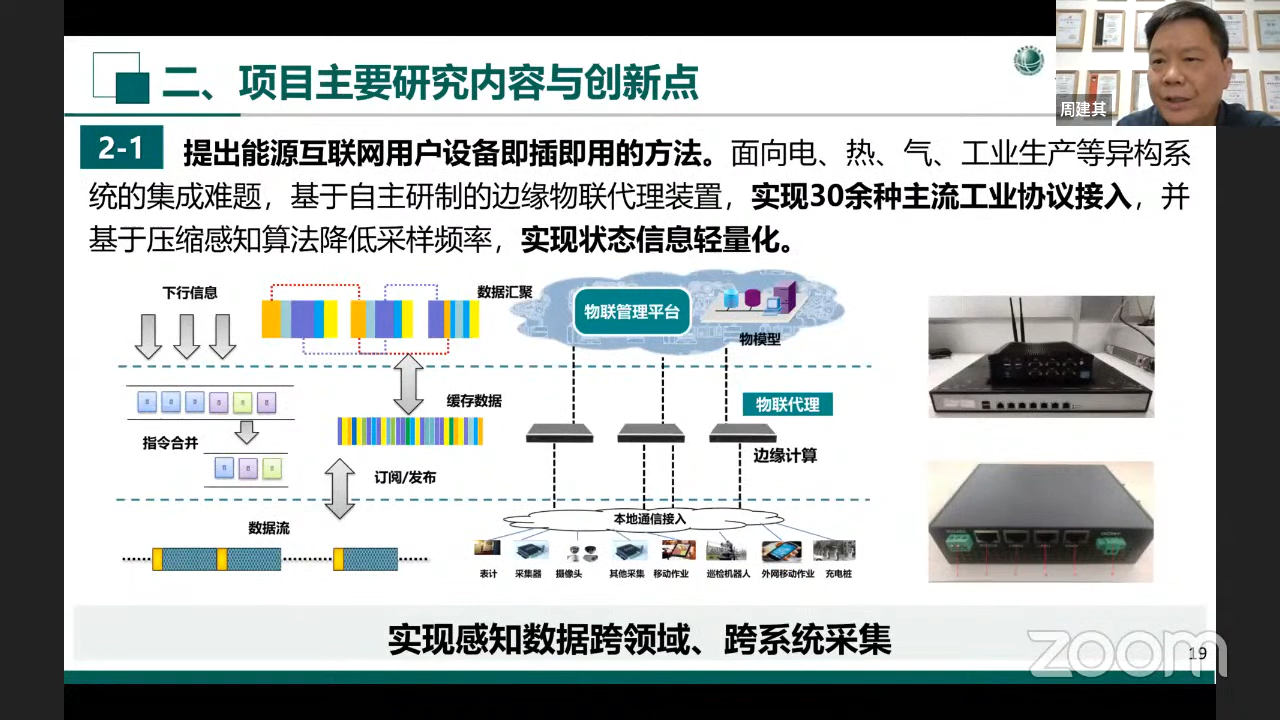 二、项目主要研究内容与创新点
周建其
2-1
提出能源互联网用户设备即插即用的方法。面向电、热、气、工业生产等异构系
统的集成难题，基于自主研制的边缘物联代理装置，实现30余种主流工业协议接入，并
基于压缩感知算法降低采样频率，实现状态信息轻量化。
下行信息
数据汇聚
物联管理平台
物模型
缓存数据
物联代理
指令合并
边缘计算
订阅/发布
数据流
本地通信接入
表计
采集器
摄像头
其他采集
移动作业
巡检机器人
外网移动作业
充电桩
实现感知数据跨领域、跨系统采集
zoom
19